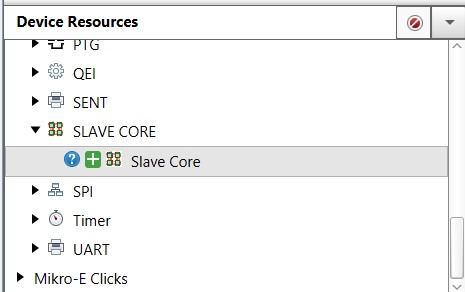 Device Resources
PTG
QEI
SENT
SLAVE CORE
Slave Core
SPI
Timer
UART
Mikro-E Clicks